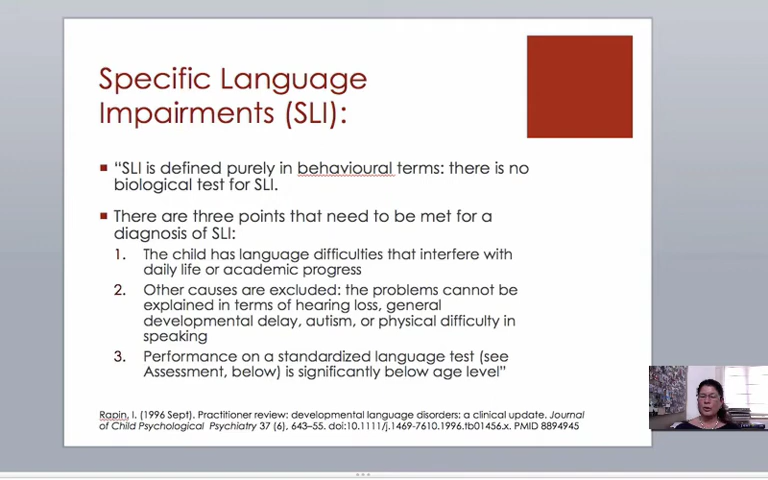 Specific Language
Impairments (SLI):
“SLI is defined purely in behavioural terms: there is no
biological test for SLI.
There are three points that need to be met for a
diagnosis of SLI:
1. The child has language difficulties that interfere with
daily life or academic progress
2. Other causes are excluded: the problems cannot be
explained in terms of hearing loss, general
developmental delay, autism, or physical difficulty in
speaking
3. Performance on a standardized language test (see
Assessment, below) is significantly below age level”
Rapin, I. (1996 Sept). Practitioner review: developmental language disorders: a clinical update. Journal
of Child Psychological Psychiatry 37 (6), 643–55. doi:10.1111/j.1469-7610.1996.tb01456.x. PMID 8894945